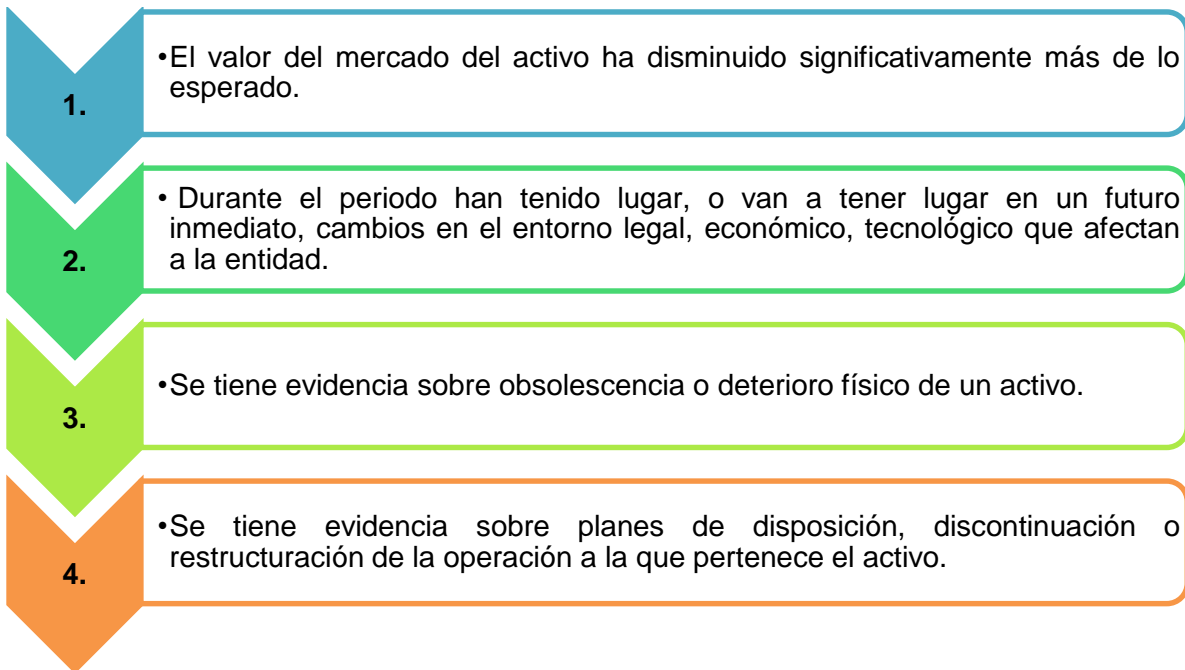 1.
•El valor del mercado del activo ha disminuido significativamente más de lo
esperado.
2.
• Durante el periodo han tenido lugar, o van a tener lugar en un futuro
inmediato, cambios en el entorno legal, económico, tecnológico que afectan
a la entidad.
3.
•Se tiene evidencia sobre obsolescencia o deterioro físico de un activo.
4.
•Se tiene evidencia sobre planes de disposición, discontinuación o
restructuración de la operación a la que pertenece el activo.